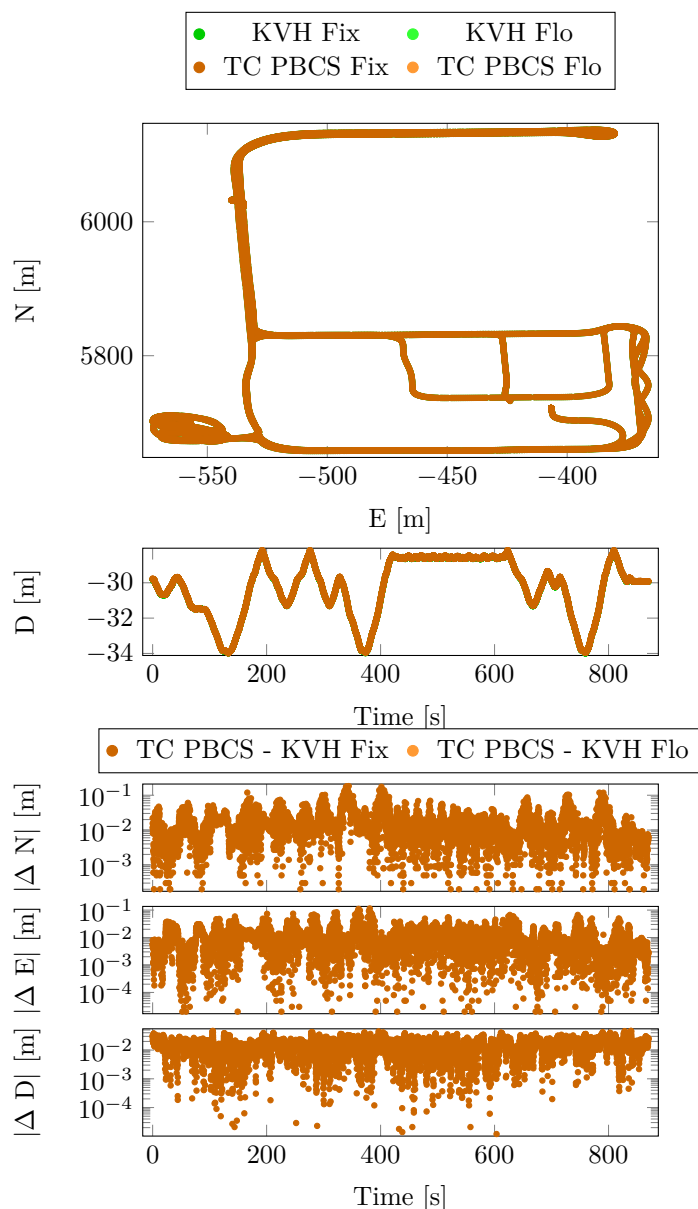 KVH Fix KVH Flo
TC PBCS Fix TC PBCS Flo
N [m]
6000
5800
−550 −500 −450 −400
E [m]
D [m]
−30
−32
−34
0 200 400 600 800
Time [s]
TC PBCS - KVH Fix TC PBCS - KVH Flo
|Δ N| [m]
10−1
10−2
10−3
|Δ E| [m]
10−1
10−2
10−3
10−4
|Δ D| [m]
10−2
10−3
10−4
0 200 400 600 800
Time [s]